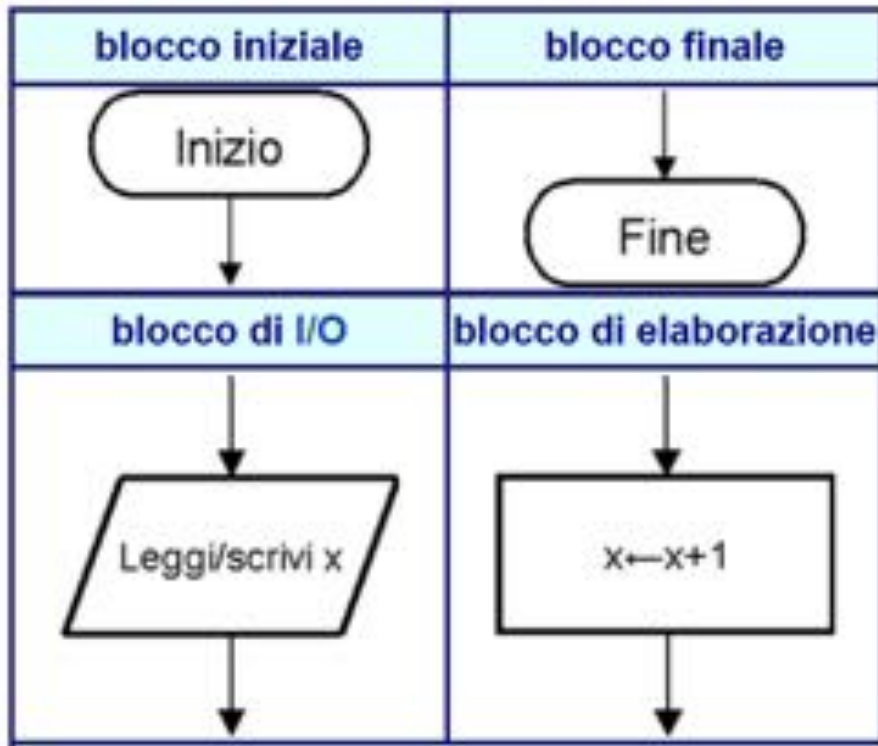 blocco iniziale
blocco finale
Inizio
Fine
blocco di I/O
blocco di elaborazione
Leggi/scrivi x
x←x+1